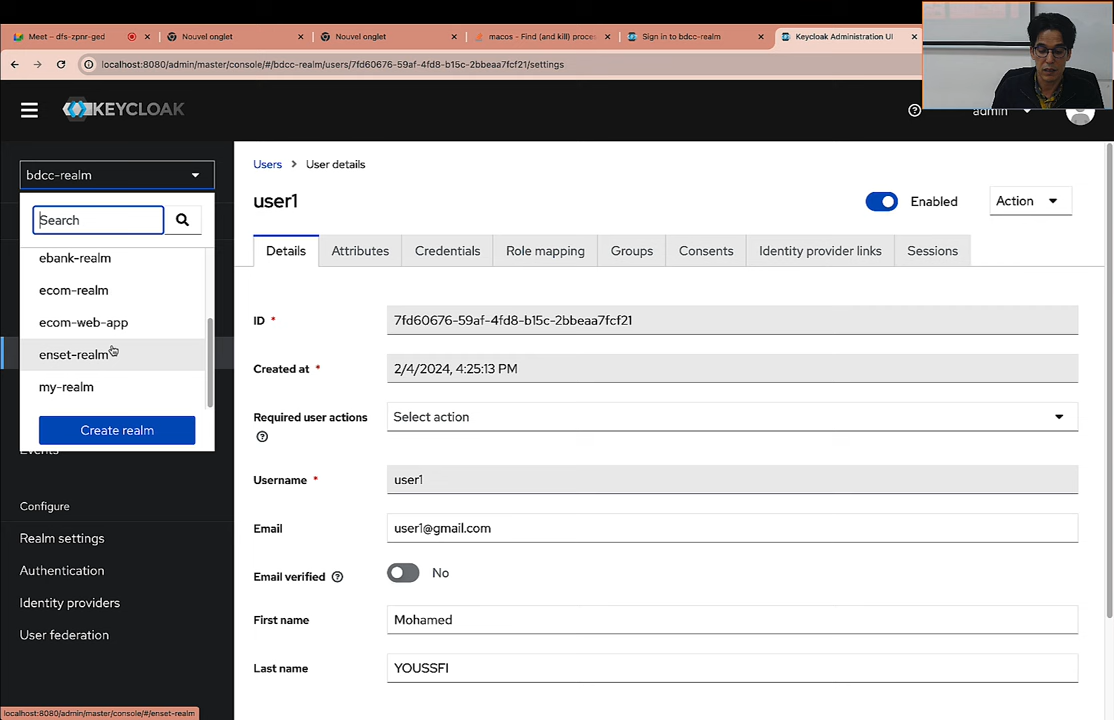 Meet – dfs-zpnr-ged
Nouvel onglet
Nouvel onglet
macos - Find (and kill) proce
Sign in to bdcc-realm
Keycloak Administration UI
localhost:8080/admin/master/console/#/bdcc-realm/users/7fd60676-59af-4fd8-b15c-2bbeaa7fcf21/settings
KEYCLOAK
admin
bdcc-realm
Search
ebank-realm
ecom-realm
ecom-web-app
enset-realm
my-realm
Create realm
Events
Configure
Realm settings
Authentication
Identity providers
User federation
localhost:8080/admin/master/console/#/enset-realm
Users > User details
user1
Enabled
Action
Details Attributes Credentials Role mapping Groups Consents Identity provider links Sessions
ID *
7fd60676-59af-4fd8-b15c-2bbeaa7fcf21
Created at *
2/4/2024, 4:25:13 PM
Required user actions
Select action
Username *
user1
Email
user1@gmail.com
Email verified
No
First name
Mohamed
Last name
YOUSSFI